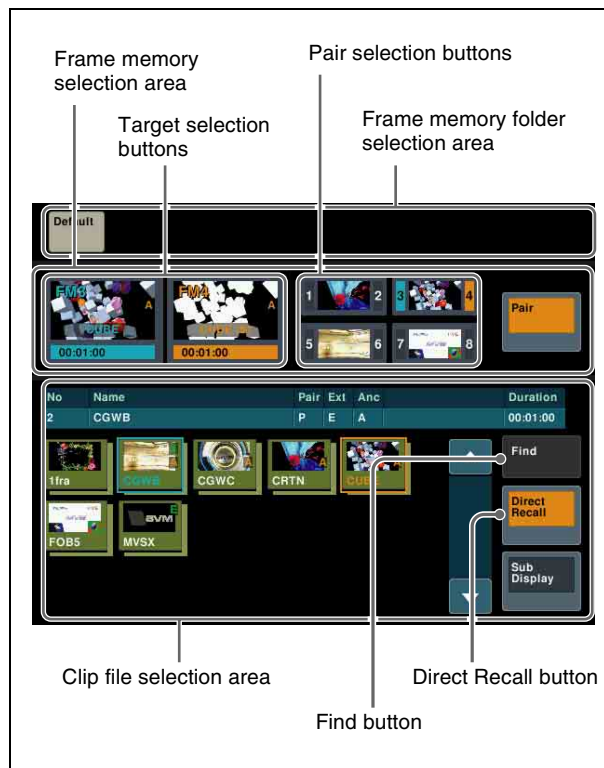 Frame memory
selection area
Pair selection buttons
Target selection
buttons
Frame memory folder
selection area
Default
FM3
A
CUBE
00:01:00
FM4
A
00:01:00
1 2
3 4
5 6
7 8
Pair
No Name Pair Ext Anc Duration
2 CGWB P E A 00:01:00
1fra
CGWB
A
CGWC
A
CRTN
A
CUBE
A
FOB5
MVSX
E
Find
Direct
Recall
Sub
Display
Clip file selection area
Direct Recall button
Find button